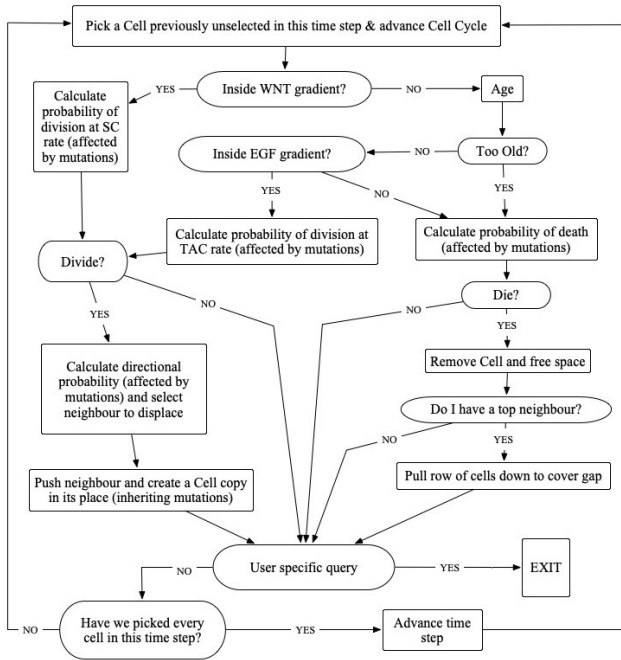 Pick a Cell previously unselected in this time step & advance Cell Cycle
YES
Inside WNT gradient?
NO
Age
Calculate
probability of
division at SC
rate (affected
by mutations)
Inside EGF gradient?
NO
Too Old?
YES
NO
YES
Calculate probability of division at
TAC rate (affected by mutations)
Calculate probability of death
(affected by mutations)
Divide?
NO
YES
Die?
NO
YES
Calculate directional
probability (affected by
mutations) and select
neighbour to displace
Remove Cell and free space
Do I have a top neighbour?
NO
YES
Push neighbour and create a Cell copy
in its place (inheriting mutations)
Pull row of cells down to cover gap
User specific query
YES
EXIT
NO
Have we picked every
cell in this time step?
NO
YES
Advance time
step